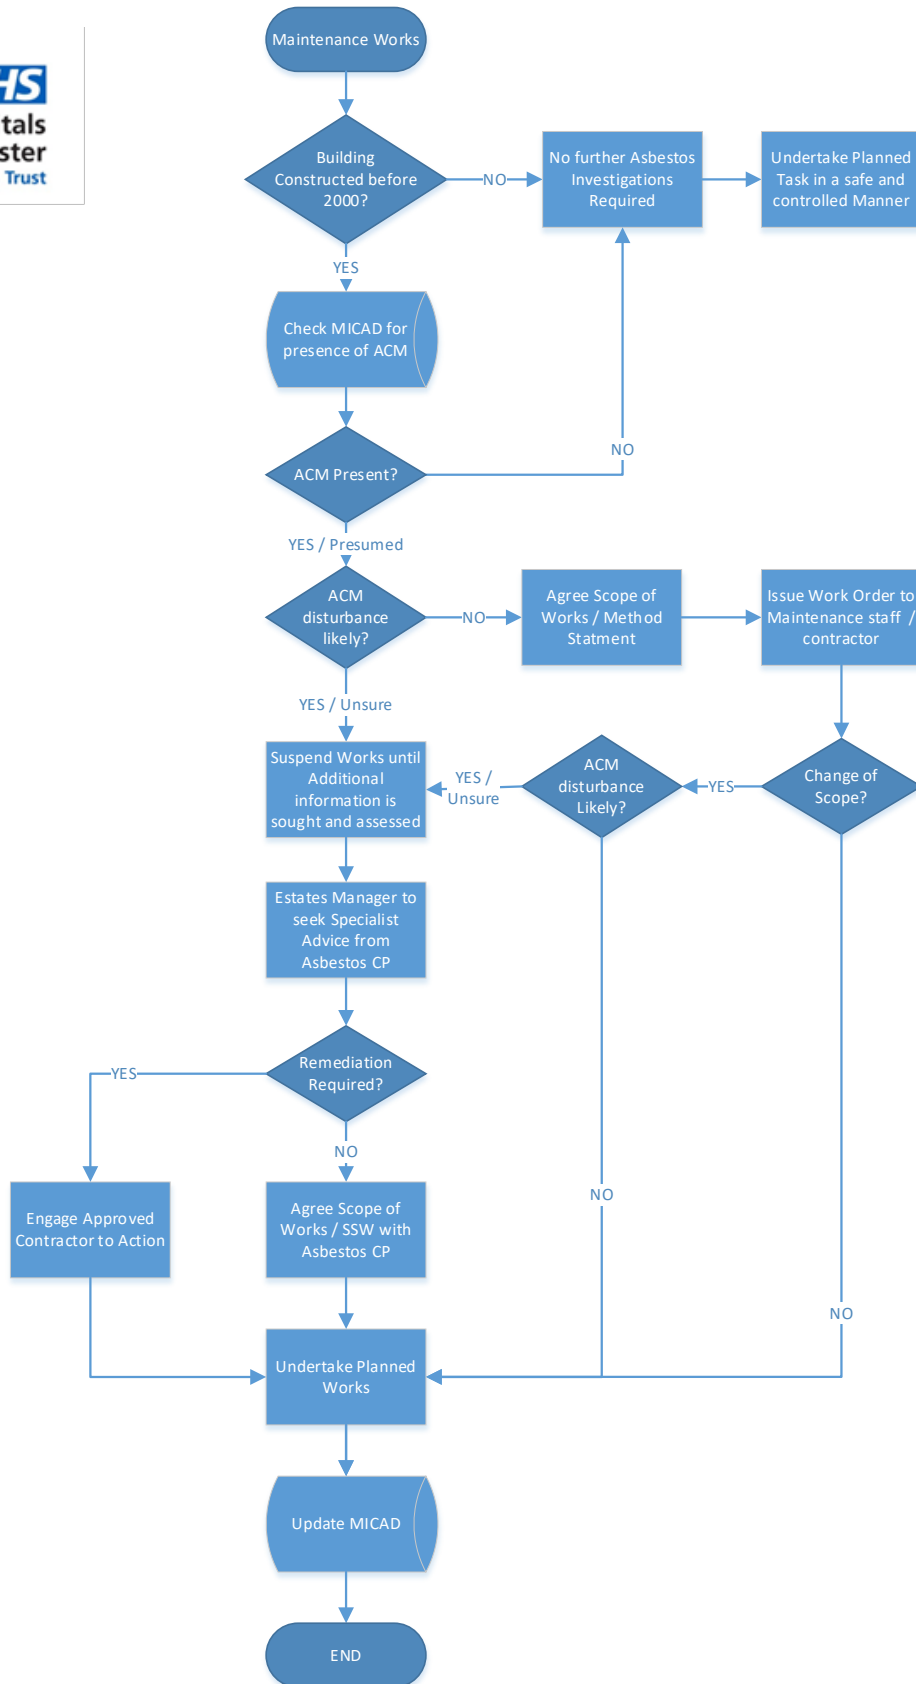 HS
tals
ster
Trust
Maintenance Works
Building
Constructed before
2000?
NO
No further Asbestos
Investigations
Required
Undertake Planned
Task in a safe and
controlled Manner
YES
Check MICAD for
presence of ACM
NO
ACM Present?
YES / Presumed
ACM
disturbance
likely?
NO
Agree Scope of
Works / Method
Statment
Issue Work Order to
Maintenance staff /
contractor
YES / Unsure
Suspend Works until
Additional
information is
sought and assessed
YES /
Unsure
ACM
disturbance
Likely?
YES
Change of
Scope?
Estates Manager to
seek Specialist
Advice from
Asbestos CP
Remediation
Required?
YES
NO
Engage Approved
Contractor to Action
Agree Scope of
Works / SSW with
Asbestos CP
NO
NO
Undertake Planned
Works
Update MICAD
END